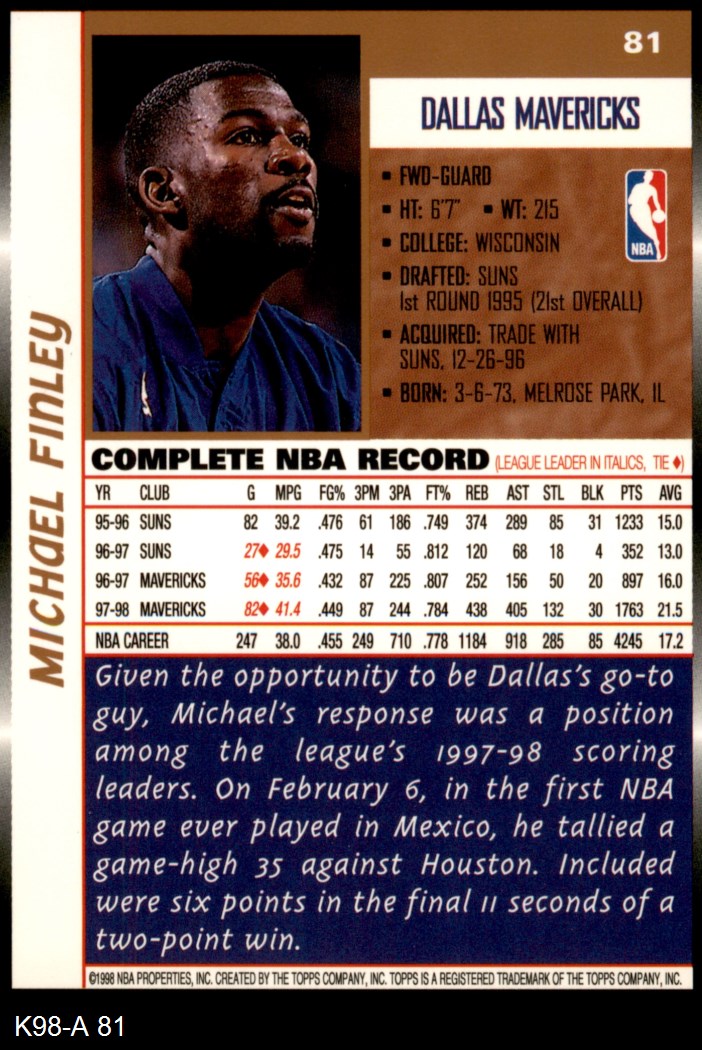 81
DALLAS MAVERICKS
▪ FWD-GUARD
▪ HT: 6'7" ▪ WT: 215
▪ COLLEGE: WISCONSIN
▪ DRAFTED: SUNS
1st ROUND 1995 (21st OVERALL)
▪ ACQUIRED: TRADE WITH
SUNS, 12-26-96
▪ BORN: 3-6-73, MELROSE PARK, IL
NBA
MICHAEL FINLEY
COMPLETE NBA RECORD (LEAGUE LEADER IN ITALICS, TIE ♦)
YR CLUB G MPG FG% 3PM 3PA FT% REB AST STL BLK PTS AVG
95-96 SUNS 82 39.2 .476 61 186 .749 374 289 85 31 1233 15.0
96-97 SUNS 27♦ 29.5 .475 14 55 .812 120 68 18 4 352 13.0
96-97 MAVERICKS 56♦ 35.6 .432 87 225 .807 252 156 50 20 897 16.0
97-98 MAVERICKS 82♦ 41.4 .449 87 244 .784 438 405 132 30 1763 21.5
NBA CAREER 247 38.0 .455 249 710 .778 1184 918 285 85 4245 17.2
Given the opportunity to be Dallas's go-to
guy, Michael's response was a position
among the league's 1997-98 scoring
leaders. On February 6, in the first NBA
game ever played in Mexico, he tallied a
game-high 35 against Houston. Included
were six points in the final 11 seconds of a
two-point win.
©1998 NBA PROPERTIES, INC. CREATED BY THE TOPPS COMPANY, INC. TOPPS IS A REGISTERED TRADEMARK OF THE TOPPS COMPANY, INC.
K98-A 81